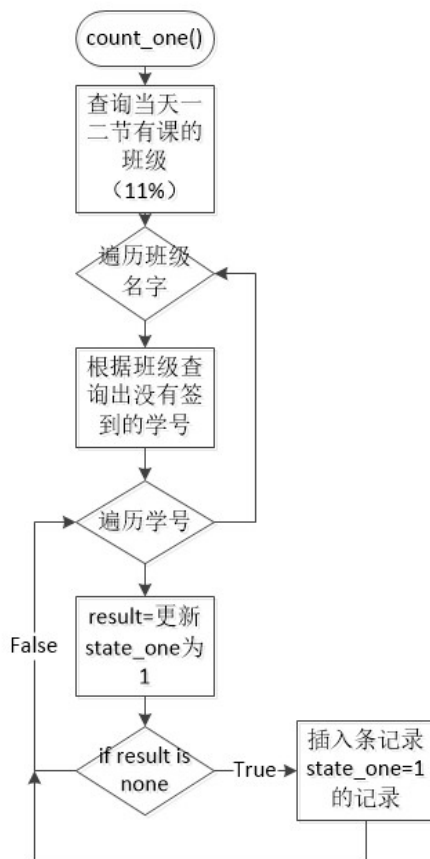 count_one()
查询当天一
二节有课的
班级
（11%）
遍历班级
名字
根据班级查
询出没有签
到的学号
遍历学号
result=更新
state_one为
1
False
if result is
none
True
插入条记录
state_one=1
的记录